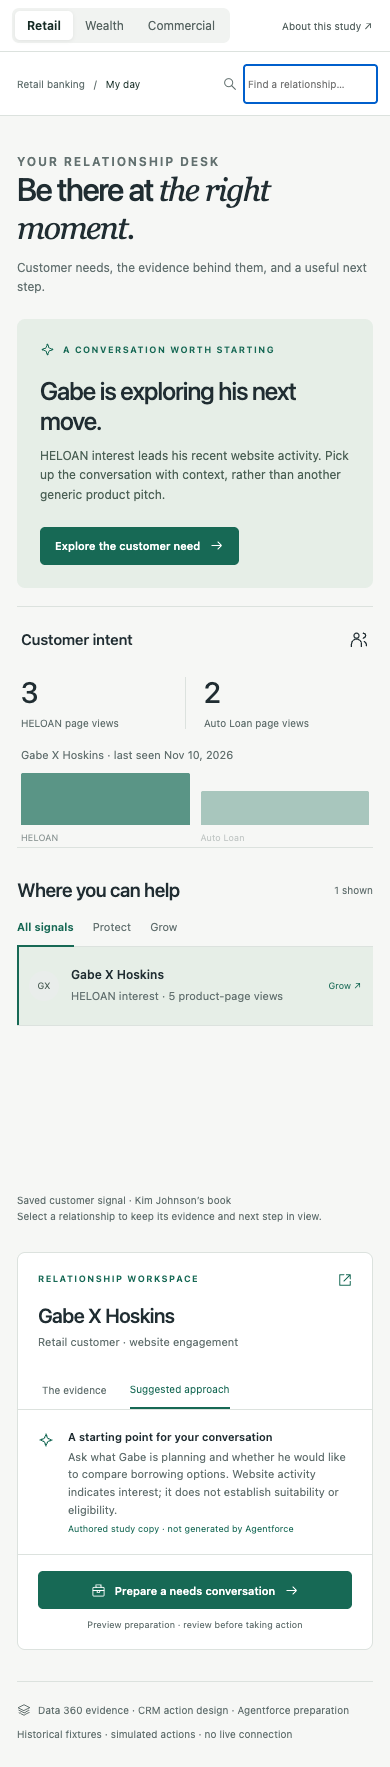 Retail Wealth Commercial About this study ↗
Retail banking / My day Find a relationship...
YOUR RELATIONSHIP DESK
Be there at the right
moment.
Customer needs, the evidence behind them, and a useful next
step.
A CONVERSATION WORTH STARTING
Gabe is exploring his next
move.
HELOAN interest leads his recent website activity. Pick
up the conversation with context, rather than another
generic product pitch.
Explore the customer need →
Customer intent
3 2
HELOAN page views Auto Loan page views
Gabe X Hoskins · last seen Nov 10, 2026
HELOAN Auto Loan
Where you can help 1 shown
All signals Protect Grow
GX Gabe X Hoskins Grow ↗
HELOAN interest · 5 product-page views
Saved customer signal · Kim Johnson's book
Select a relationship to keep its evidence and next step in view.
RELATIONSHIP WORKSPACE
Gabe X Hoskins
Retail customer · website engagement
The evidence Suggested approach
A starting point for your conversation
Ask what Gabe is planning and whether he would like
to compare borrowing options. Website activity
indicates interest; it does not establish suitability or
eligibility.
Authored study copy · not generated by Agentforce
Prepare a needs conversation →
Preview preparation · review before taking action
Data 360 evidence · CRM action design · Agentforce preparation
Historical fixtures · simulated actions · no live connection